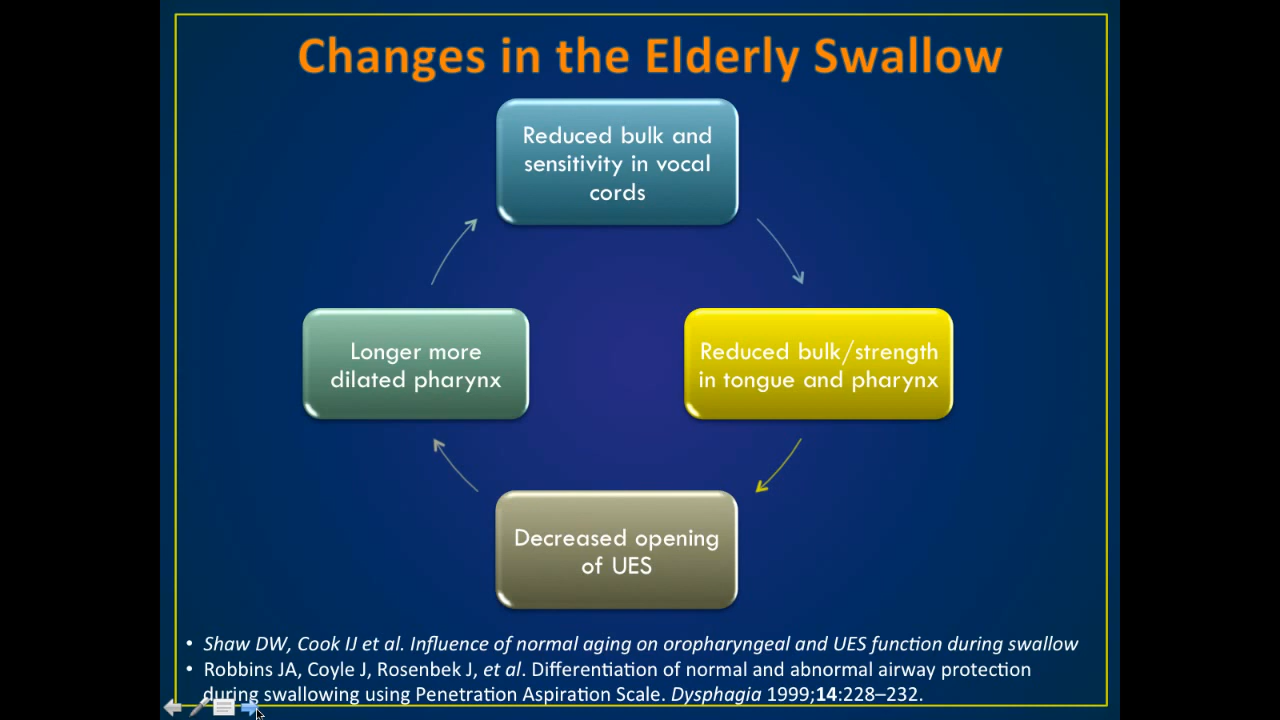 Changes in the Elderly Swallow
Reduced bulk and
sensitivity in vocal
cords
Longer more
dilated pharynx
Reduced bulk/strength
in tongue and pharynx
Decreased opening
of UES
• Shaw DW, Cook IJ et al. Influence of normal aging on oropharyngeal and UES function during swallow
• Robbins JA, Coyle J, Rosenbek J, et al. Differentiation of normal and abnormal airway protection
during swallowing using Penetration Aspiration Scale. Dysphagia 1999;14:228–232.